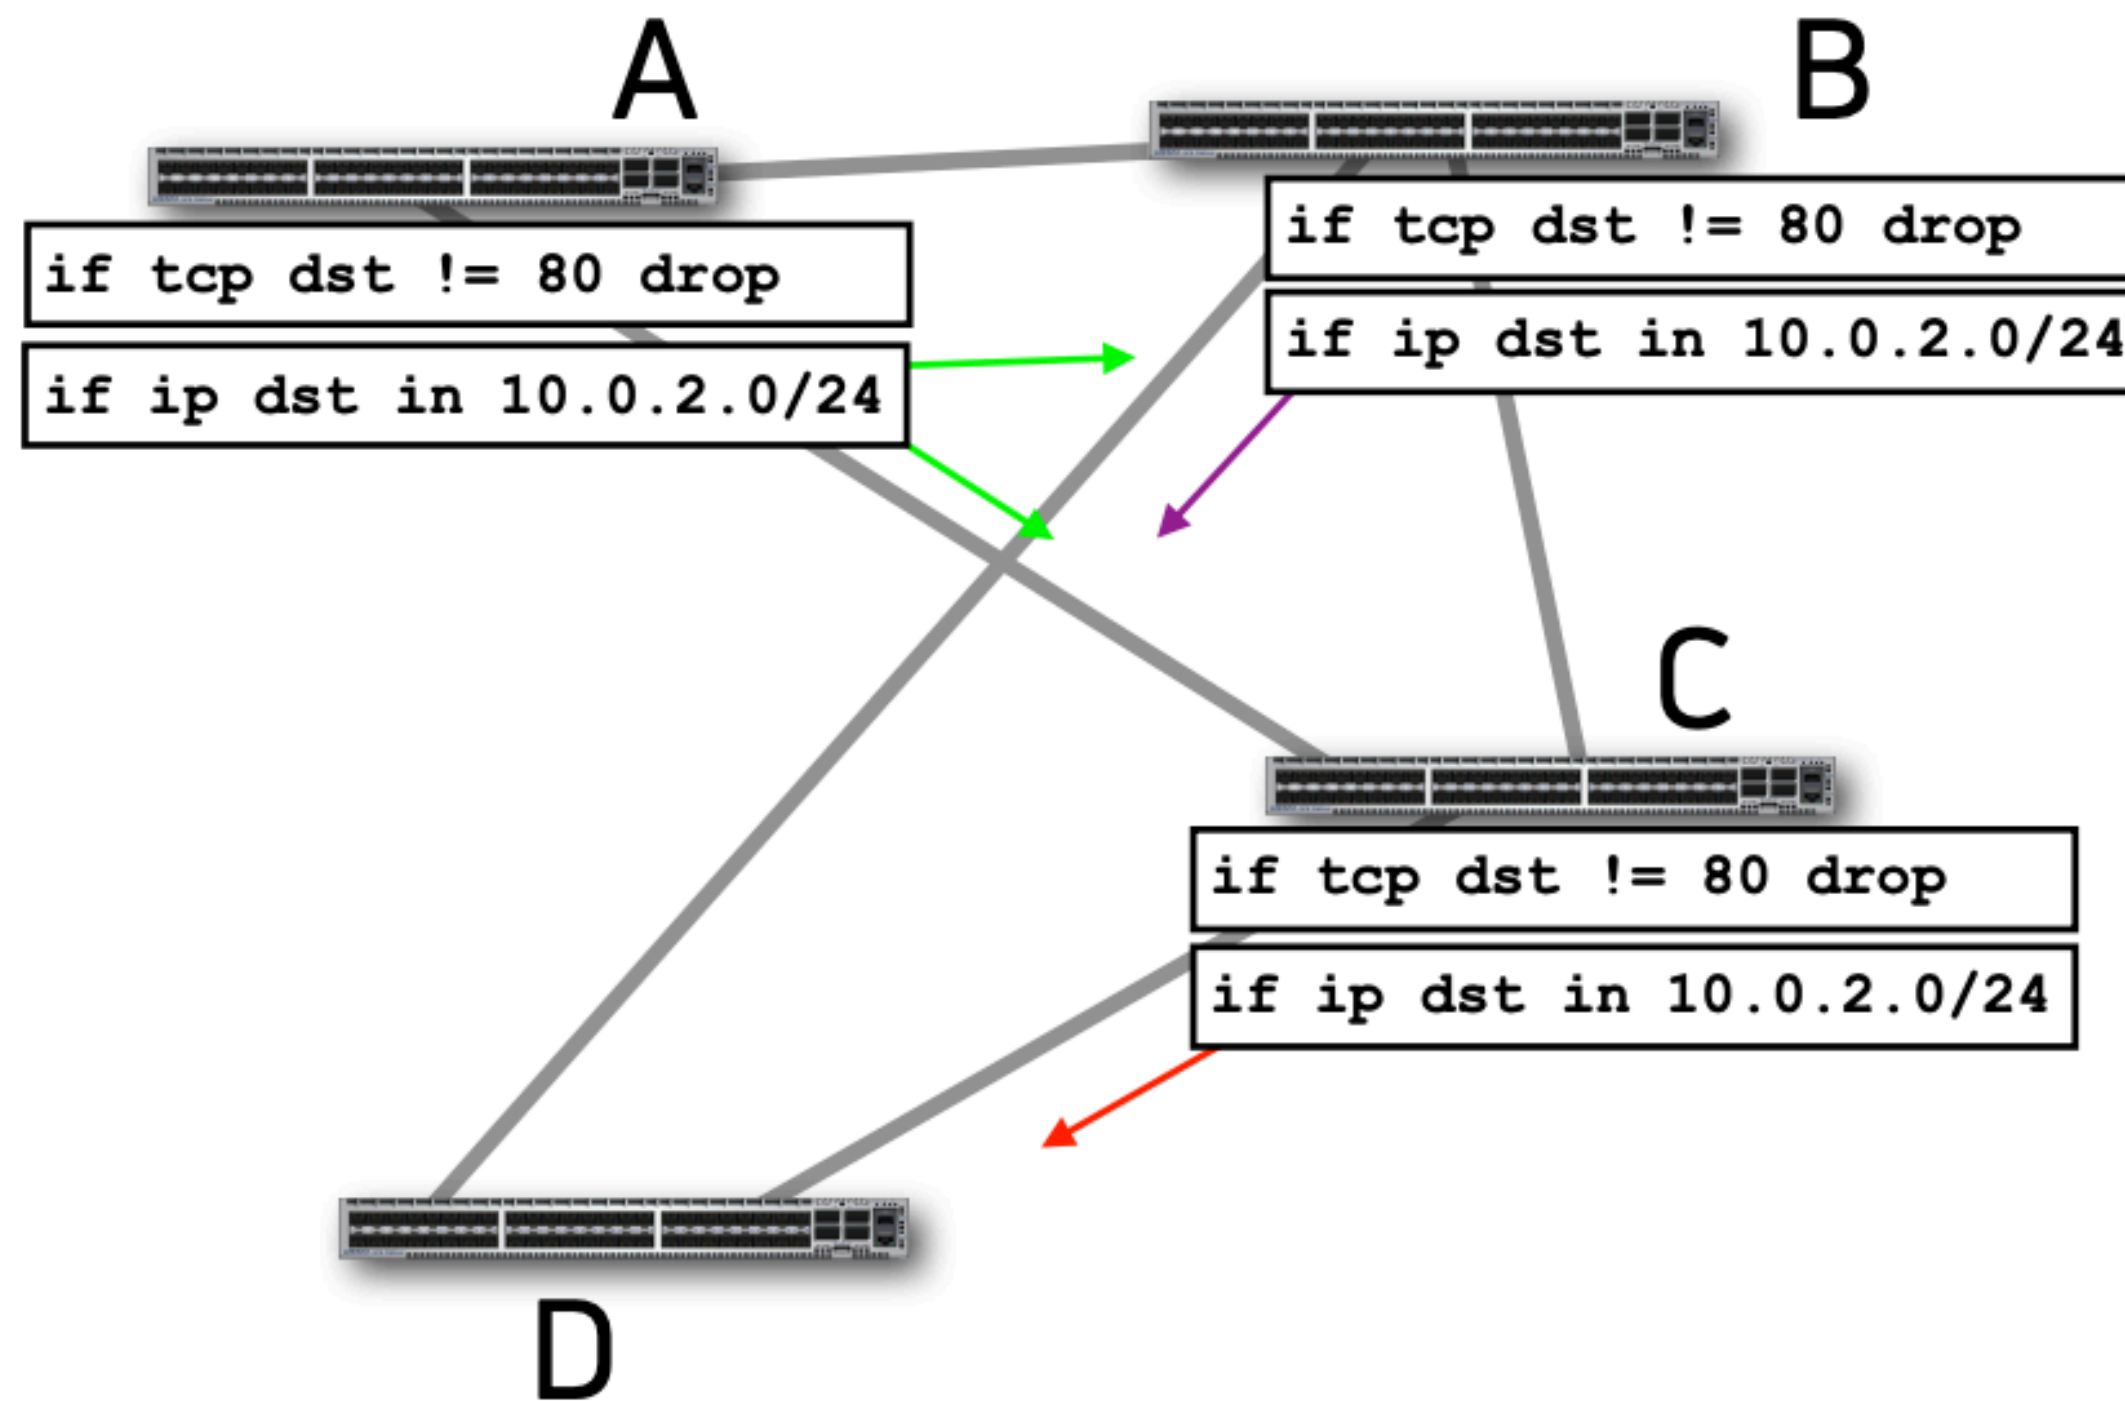 A
B
if tcp dst != 80 drop
if ip dst in 10.0.2.0/24
if tcp dst != 80 drop
if ip dst in 10.0.2.0/24
C
if tcp dst != 80 drop
if ip dst in 10.0.2.0/24
D